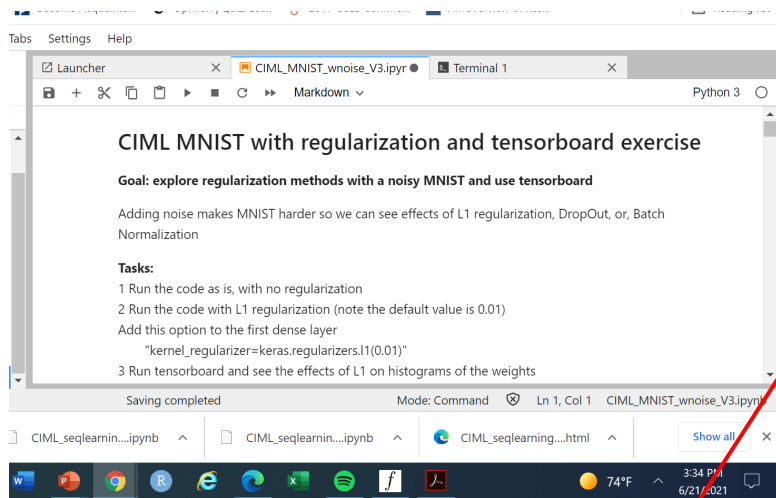 Tabs Settings Help
Launcher
CIML_MNIST_wnoise_V3.ipyr
Terminal 1
Markdown
Python 3
CIML MNIST with regularization and tensorboard exercise
Goal: explore regularization methods with a noisy MNIST and use tensorboard
Adding noise makes MNIST harder so we can see effects of L1 regularization, DropOut, or, Batch
Normalization
Tasks:
1 Run the code as is, with no regularization
2 Run the code with L1 regularization (note the default value is 0.01)
Add this option to the first dense layer
"kernel_regularizer=keras.regularizers.l1(0.01)"
3 Run tensorboard and see the effects of L1 on histograms of the weights
Saving completed
Mode: Command
Ln 1, Col 1
CIML_MNIST_wnoise_V3.ipynb
CIML_seqlearnin....ipynb
CIML_seqlearnin....ipynb
CIML_seqlearning....html
Show all
74°F
3:34 PM
6/21/2021